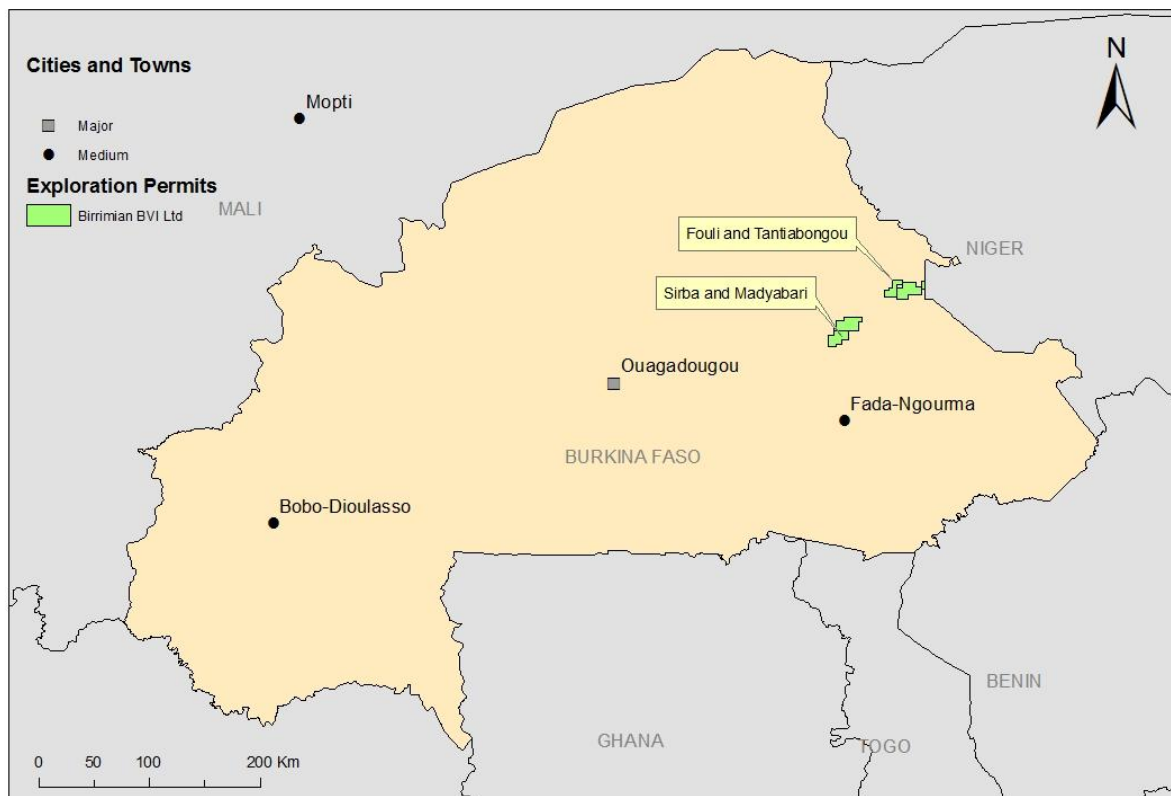 Cities and Towns
Major
Medium
Exploration Permits
Birrimian BVI Ltd
N
Mopti
MALI
Fouli and Tantiabongou
NIGER
Sirba and Madyabari
Ouagadougou
Fada-Ngourma
BURKINA FASO
Bobo-Dioulasso
BENIN
GHANA
TOGO
0 50 100 200 Km